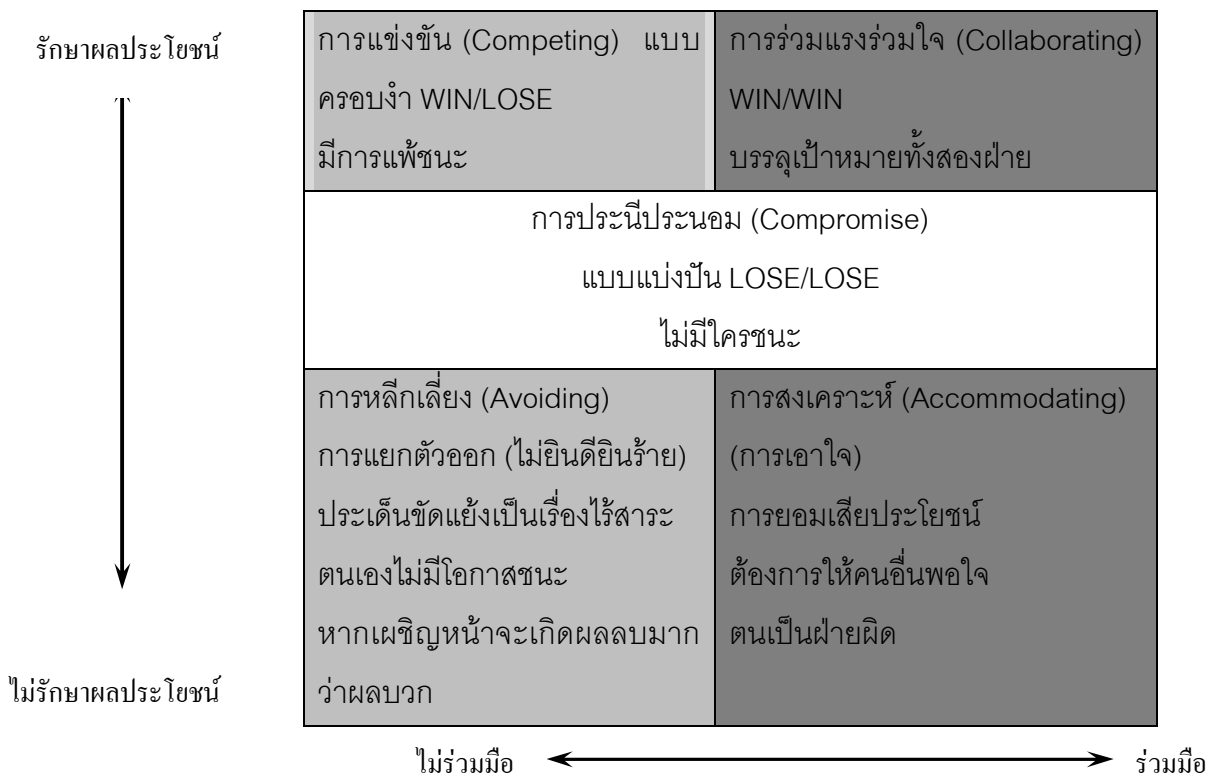 รักษาผลประโยชน์
การแข่งขัน (Competing) แบบ
ครอบงำ WIN/LOSE
มีการแพ้ชนะ
การร่วมแรงร่วมใจ (Collaborating)
WIN/WIN
บรรลุเป้าหมายทั้งสองฝ่าย
การประนีประนอม (Compromise)
แบบแบ่งปัน LOSE/LOSE
ไม่มีใครชนะ
การหลีกเลี่ยง (Avoiding)
การแยกตัวออก (ไม่ยินดียินร้าย)
ประเด็นขัดแย้งเป็นเรื่องไร้สาระ
ตนเองไม่มีโอกาสชนะ
หากเผชิญหน้าจะเกิดผลลบมาก
ว่าผลบวก
การสงเคราะห์ (Accommodating)
(การเอาใจ)
การยอมเสียประโยชน์
ต้องการให้คนอื่นพอใจ
ตนเป็นฝ่ายผิด
ไม่รักษาผลประโยชน์
ไม่ร่วมมือ
ร่วมมือ